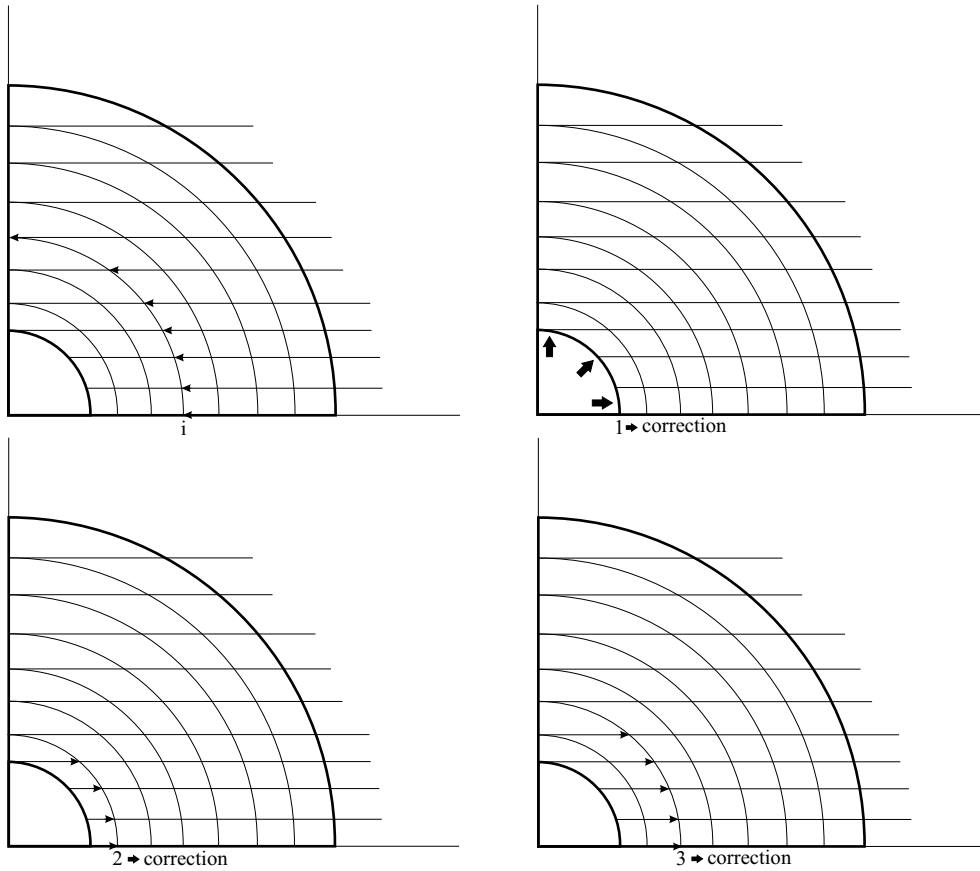 i
1 ➡ correction
2 ➡ correction
3 ➡ correction